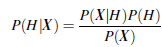 P(H|X) = P(X|H)P(H) / P(X)